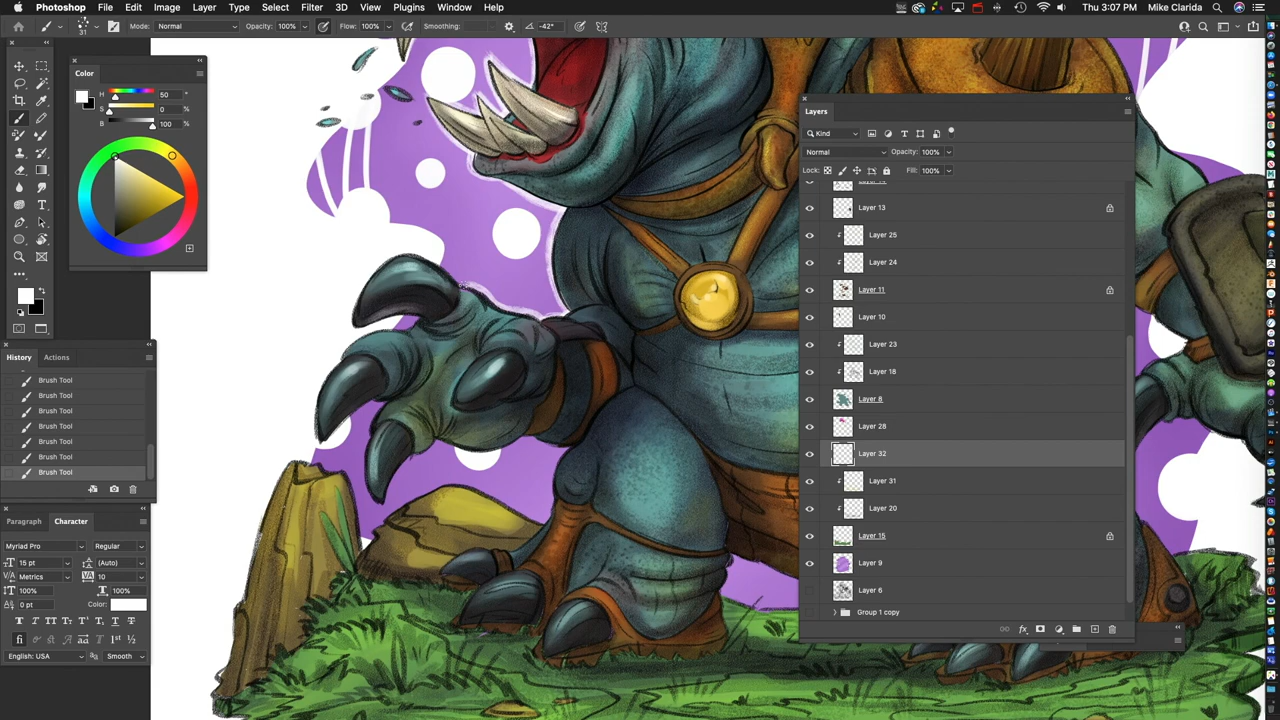 Photoshop File Edit Image Layer Type Select Filter 3D View Plugins Window Help Thu 3:07 PM Mike Clarida
31 Mode: Normal Opacity: 100% Flow: 100% Smoothing: -42°
Color
H 50 °
S 0 %
B 100 %
History Actions
Brush Tool
Brush Tool
Brush Tool
Brush Tool
Brush Tool
Brush Tool
Brush Tool
Paragraph Character
Myriad Pro Regular
15 pt (Auto)
Metrics 10
100% 100%
0 pt Color:
English: USA Smooth
Layers
Kind
Normal Opacity: 100%
Lock: Fill: 100%
Layer 13
Layer 25
Layer 24
Layer 11
Layer 10
Layer 23
Layer 18
Layer 8
Layer 28
Layer 32
Layer 31
Layer 20
Layer 15
Layer 9
Layer 6
Group 1 copy